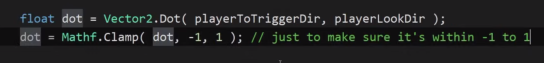 float dot = Vector2.Dot( playerToTriggerDir, playerLookDir );
dot = Mathf.Clamp( dot, -1, 1 ); // just to make sure it's within -1 to 1